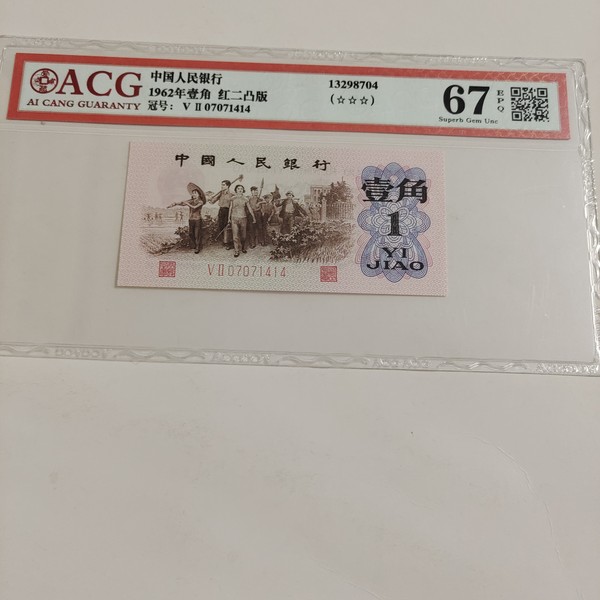 ACG
AI CANG GUARANTY
中国人民银行
1962年壹角 红二凸版
冠号: V Ⅱ 07071414
13298704
(☆☆☆)
67
EPQ
Superb Gem Unc
中國人民銀行
壹角
1
YI
JIAO
VⅡ07071414